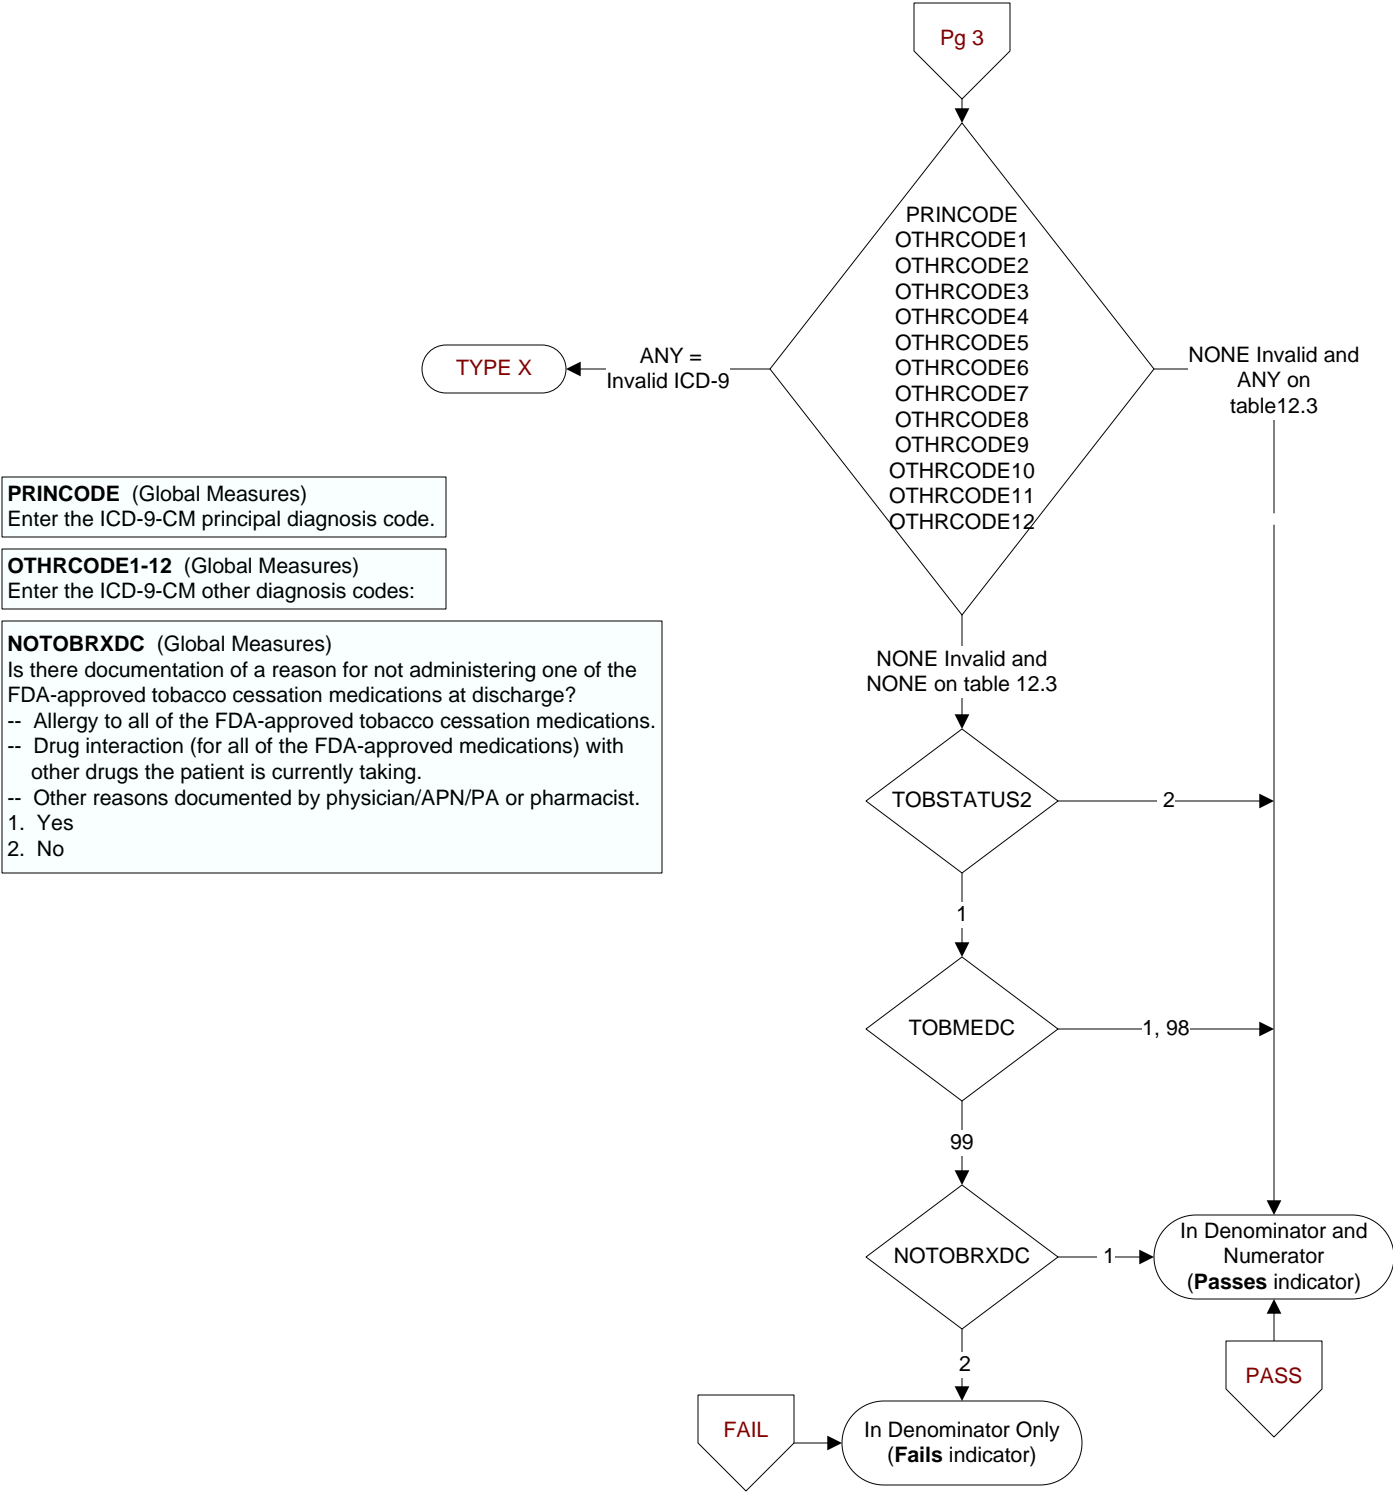 Pg 3
PRINCODE
OTHRCODE1
OTHRCODE2
OTHRCODE3
OTHRCODE4
OTHRCODE5
OTHRCODE6
OTHRCODE7
OTHRCODE8
OTHRCODE9
OTHRCODE10
OTHRCODE11
OTHRCODE12
TYPE X
ANY =
Invalid ICD-9
NONE Invalid and
ANY on
table12.3
PRINCODE (Global Measures)
Enter the ICD-9-CM principal diagnosis code.
OTHRCODE1-12 (Global Measures)
Enter the ICD-9-CM other diagnosis codes:
NOTOBRXDC (Global Measures)
Is there documentation of a reason for not administering one of the
FDA-approved tobacco cessation medications at discharge?
-- Allergy to all of the FDA-approved tobacco cessation medications.
-- Drug interaction (for all of the FDA-approved medications) with
other drugs the patient is currently taking.
-- Other reasons documented by physician/APN/PA or pharmacist.
1. Yes
2. No
NONE Invalid and
NONE on table 12.3
TOBSTATUS2
2
1
TOBMEDC
1, 98
99
NOTOBRXDC
1
In Denominator and
Numerator
(Passes indicator)
2
PASS
FAIL
In Denominator Only
(Fails indicator)